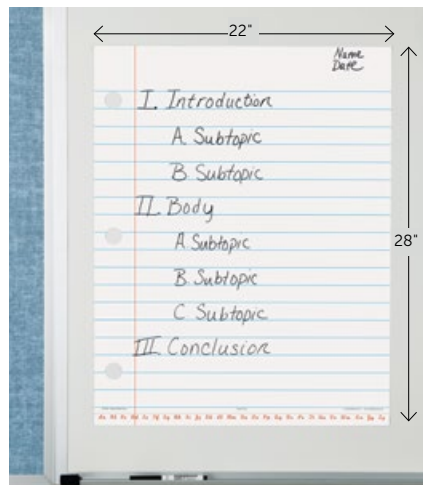 22"
Name
Date
I. Introduction
A. Subtopic
B. Subtopic
II. Body
A. Subtopic
28"
B. Subtopic
C. Subtopic
III. Conclusion